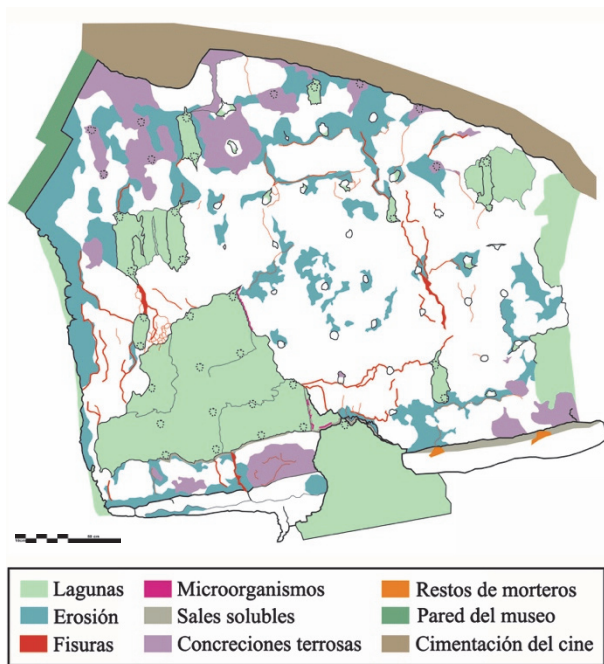 Lagunas Microorganismos Restos de morteros
Erosión Sales solubles Pared del museo
Fisuras Concreciones terrosas Cimentación del cine